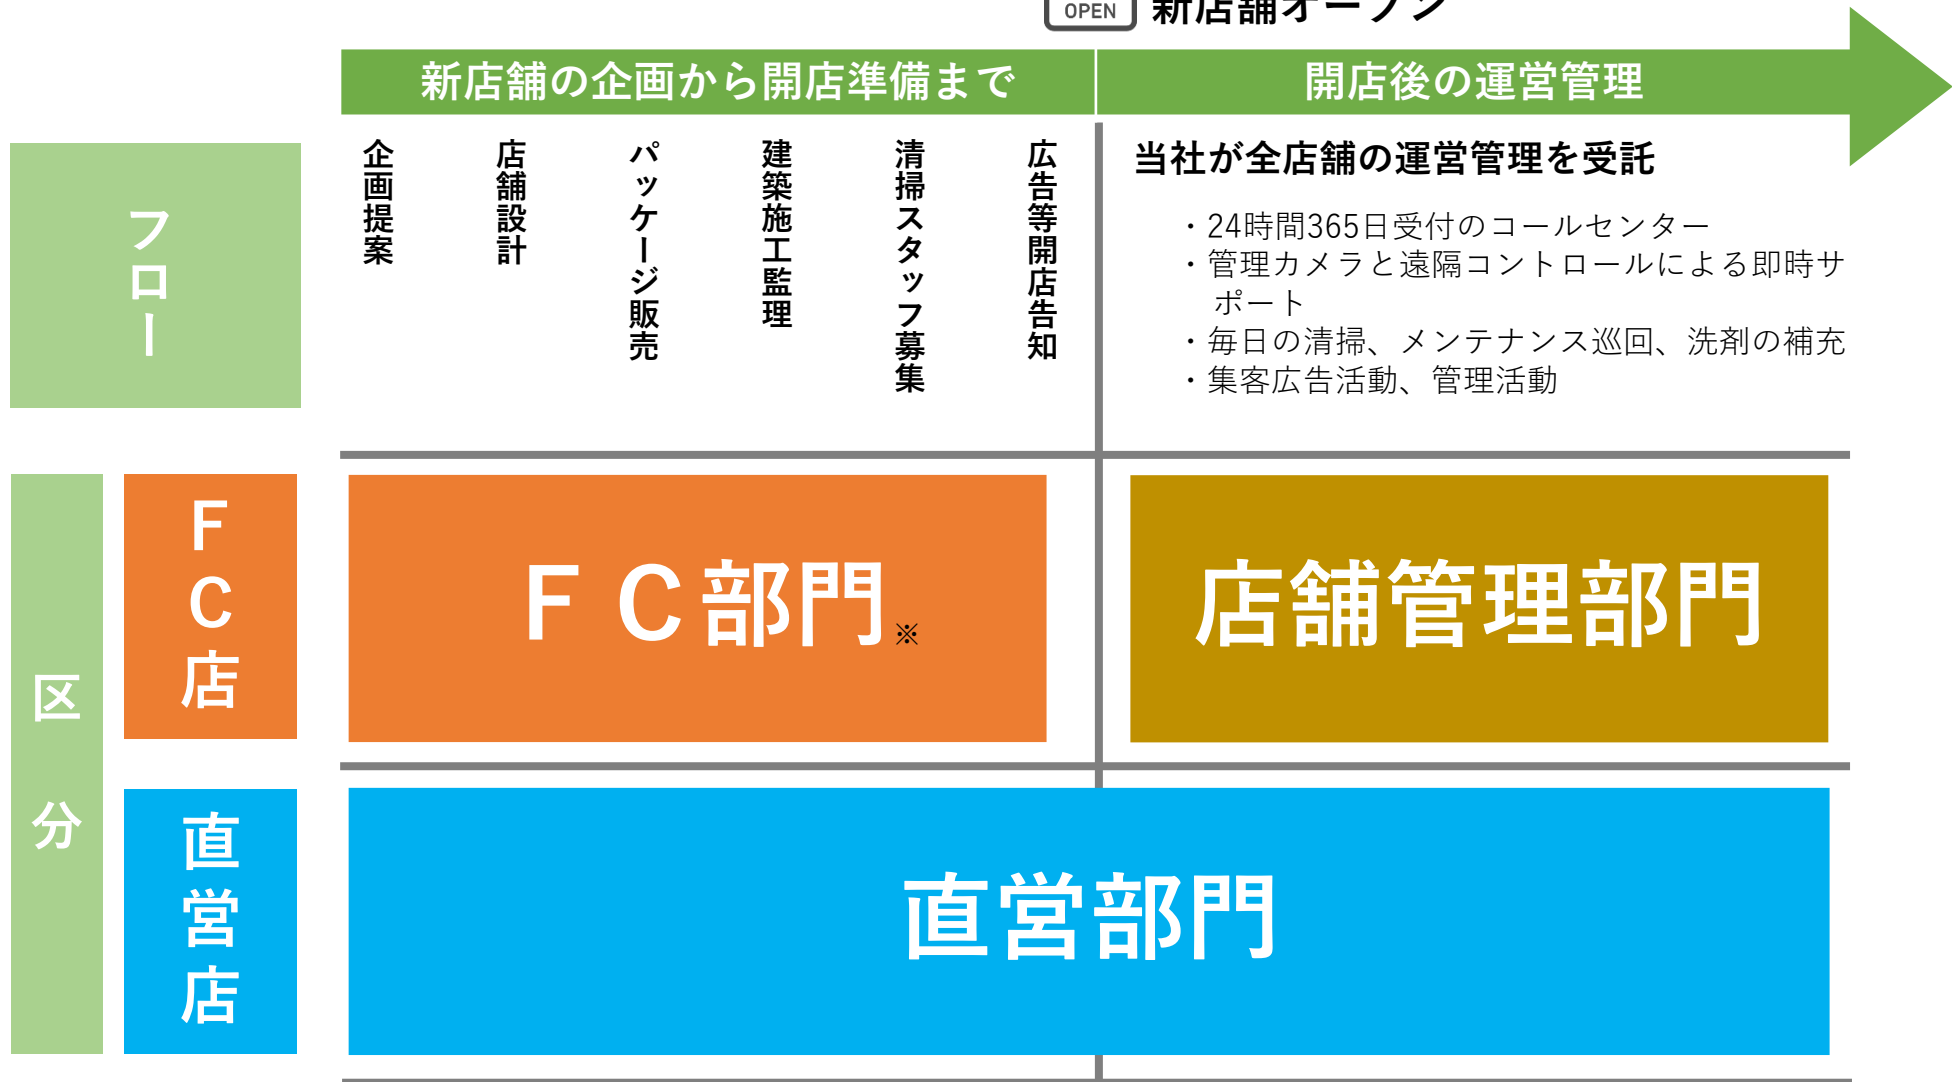 OPEN 新店舗オープン
新店舗の企画から開店準備まで
開店後の運営管理
フロー
企画提案
店舗設計
パッケージ販売
建築施工監理
清掃スタッフ募集
広告等開店告知
当社が全店舗の運営管理を受託
・24時間365日受付のコールセンター
・管理カメラと遠隔コントロールによる即時サ
ポート
・毎日の清掃、メンテナンス巡回、洗剤の補充
・集客広告活動、管理活動
区分
ＦＣ店
ＦＣ部門※
店舗管理部門
直営店
直営部門